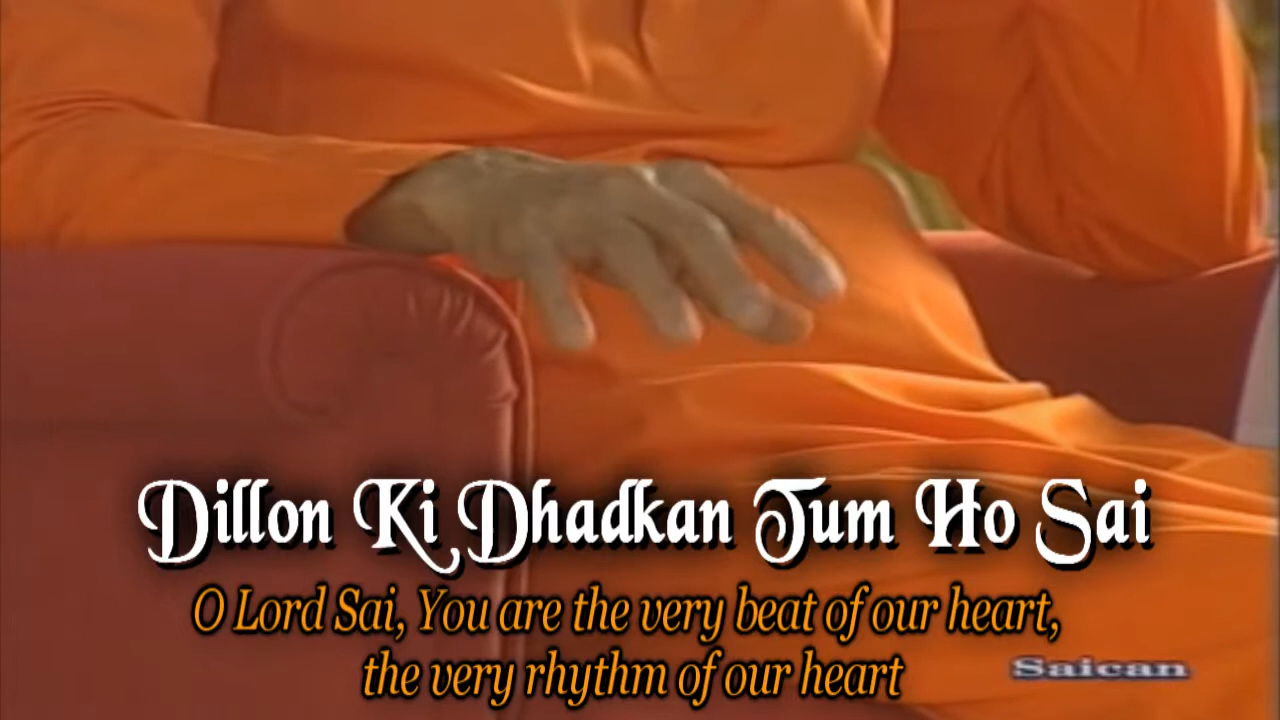 Dillon Ki Dhadkan Tum Ho Sai
O Lord Sai, You are the very beat of our heart,
the very rhythm of our heart
Saican